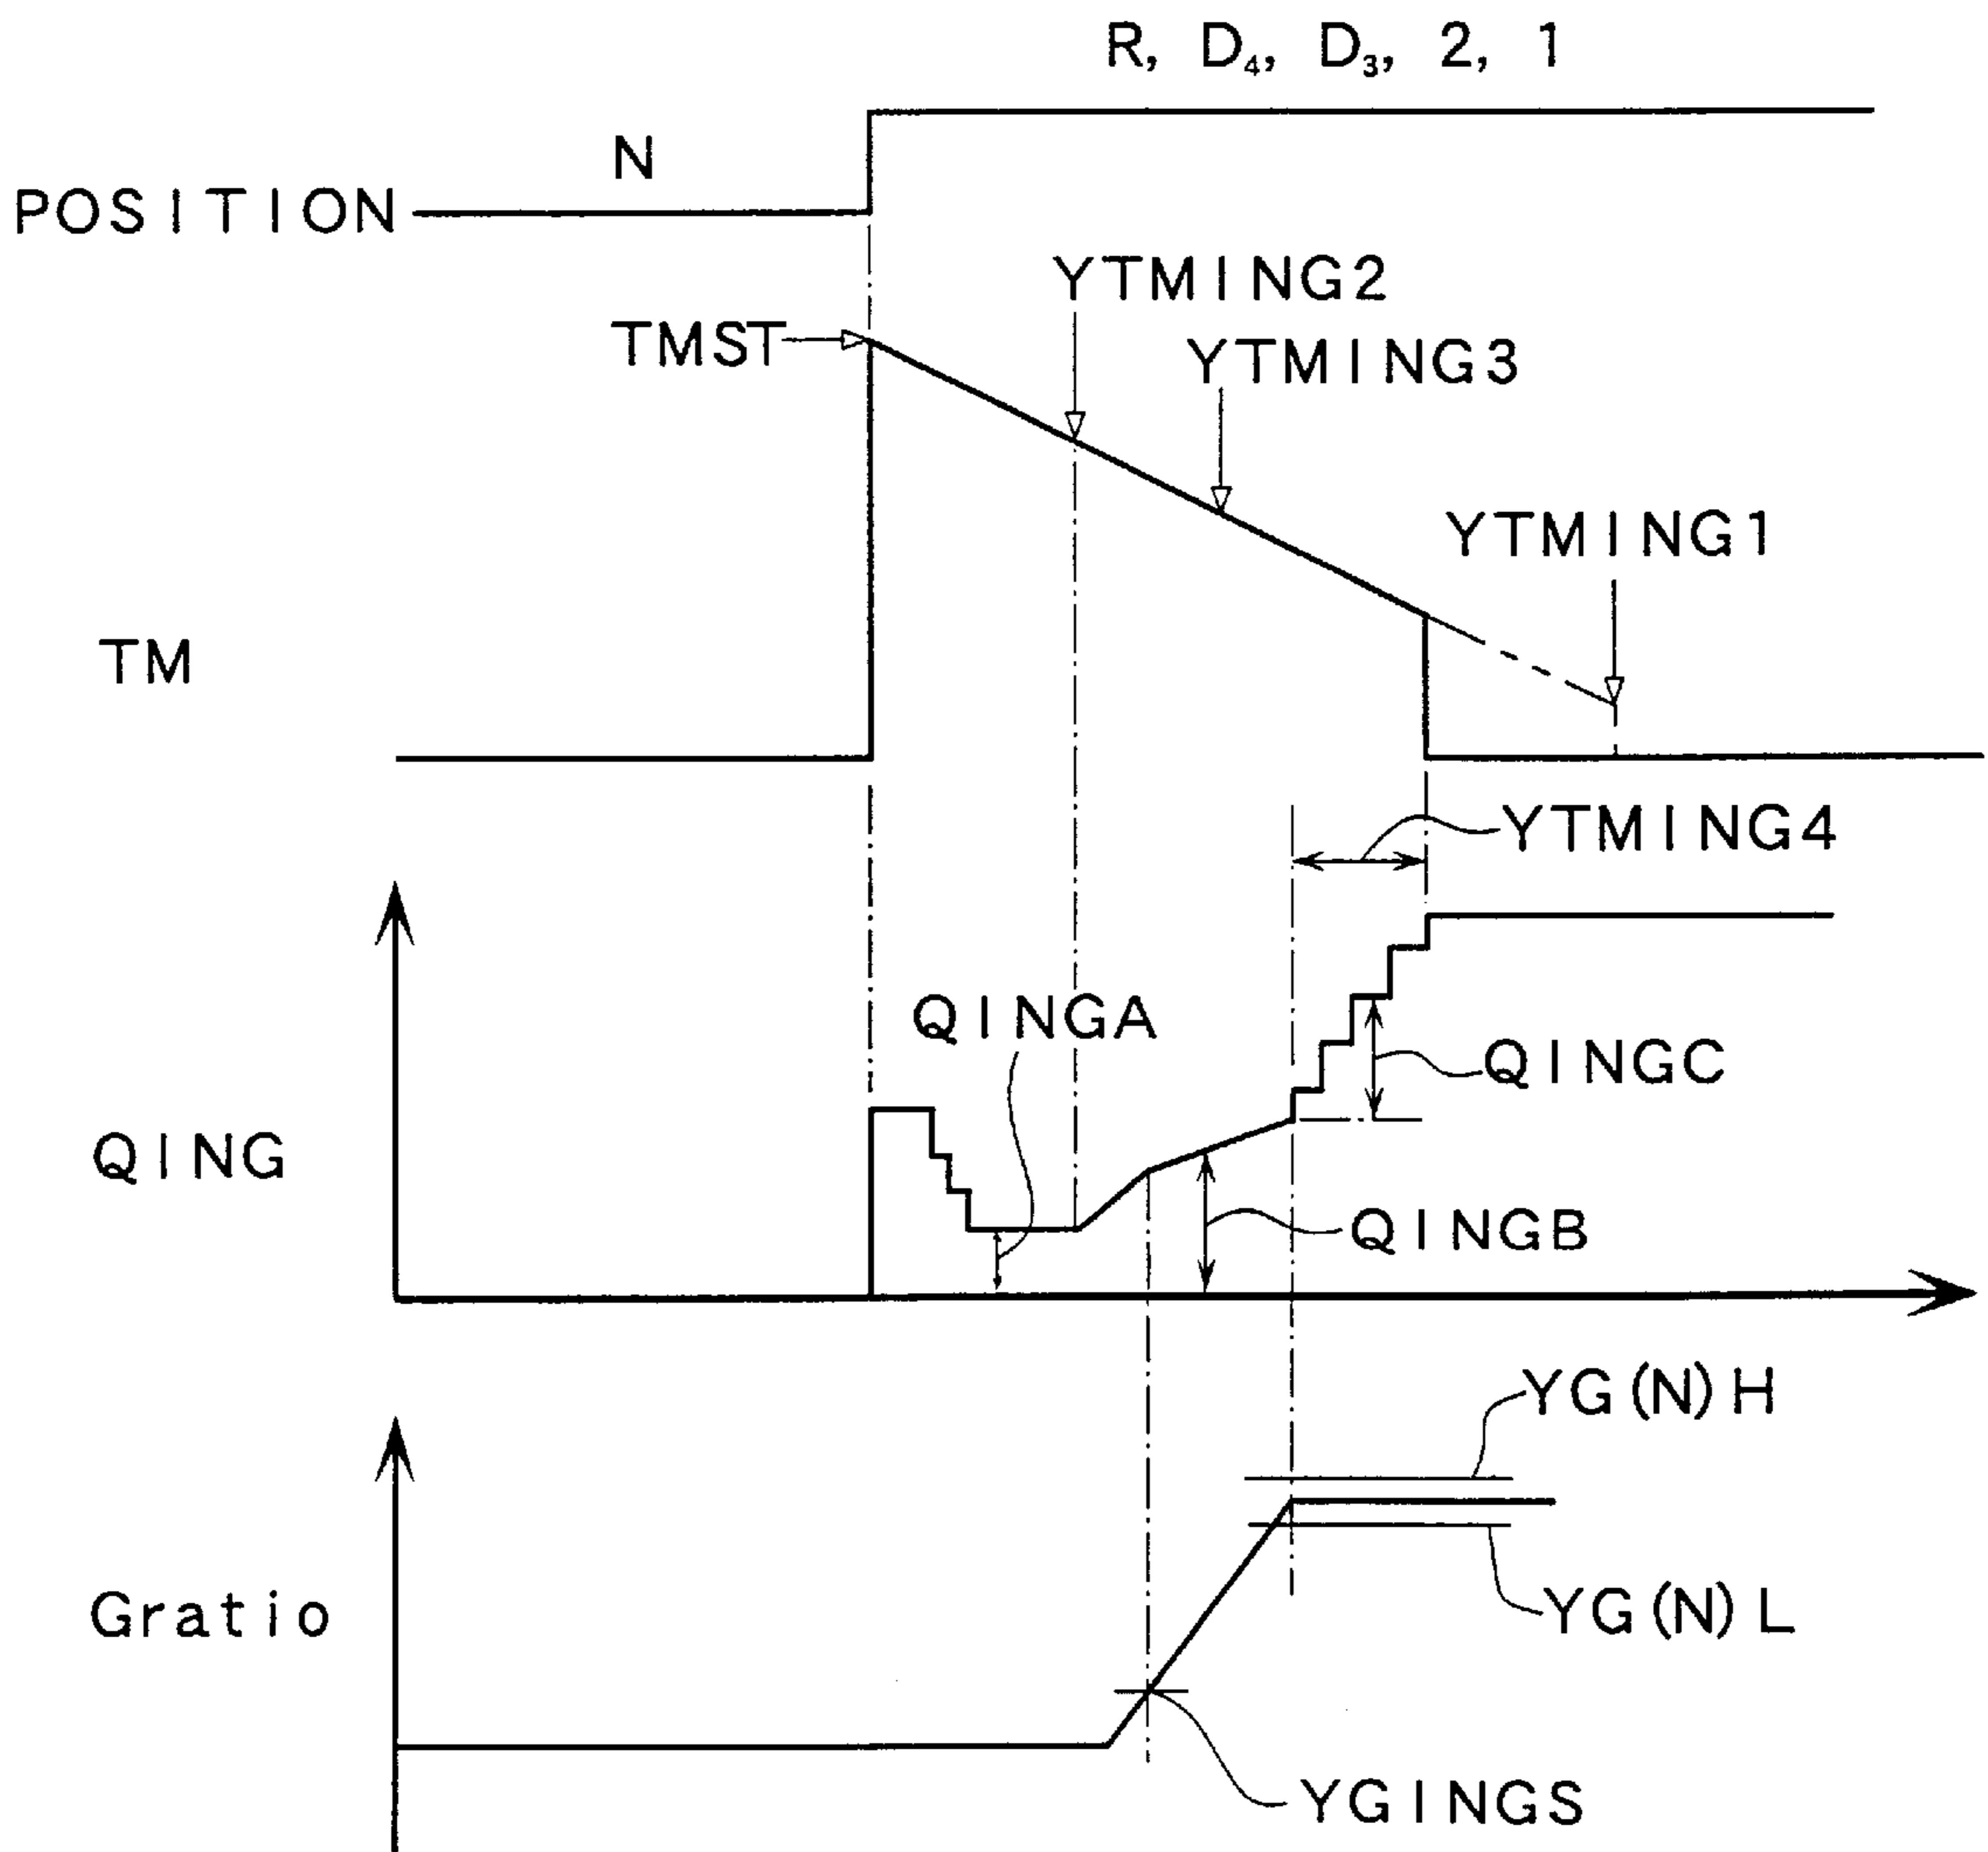 R, D₄, D₃, 2, 1
N
POSITION
YTMING2
TMST
YTMING3
YTMING1
TM
YTMING4
QINGA
QINGC
QING
QINGB
YG(N)H
Gratio
YG(N)L
YGINGS